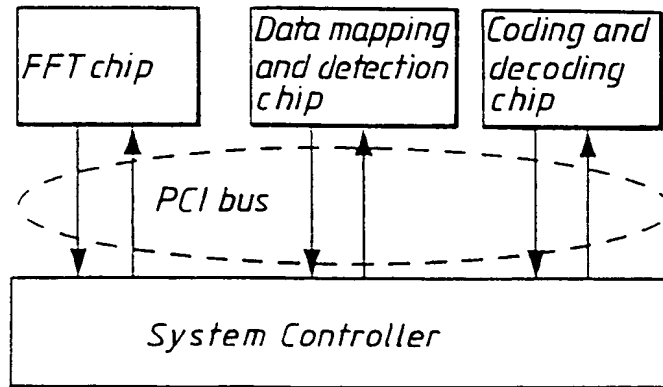 FFT chip
Data mapping
and detection
chip
Coding and
decoding
chip
PCI bus
System Controller